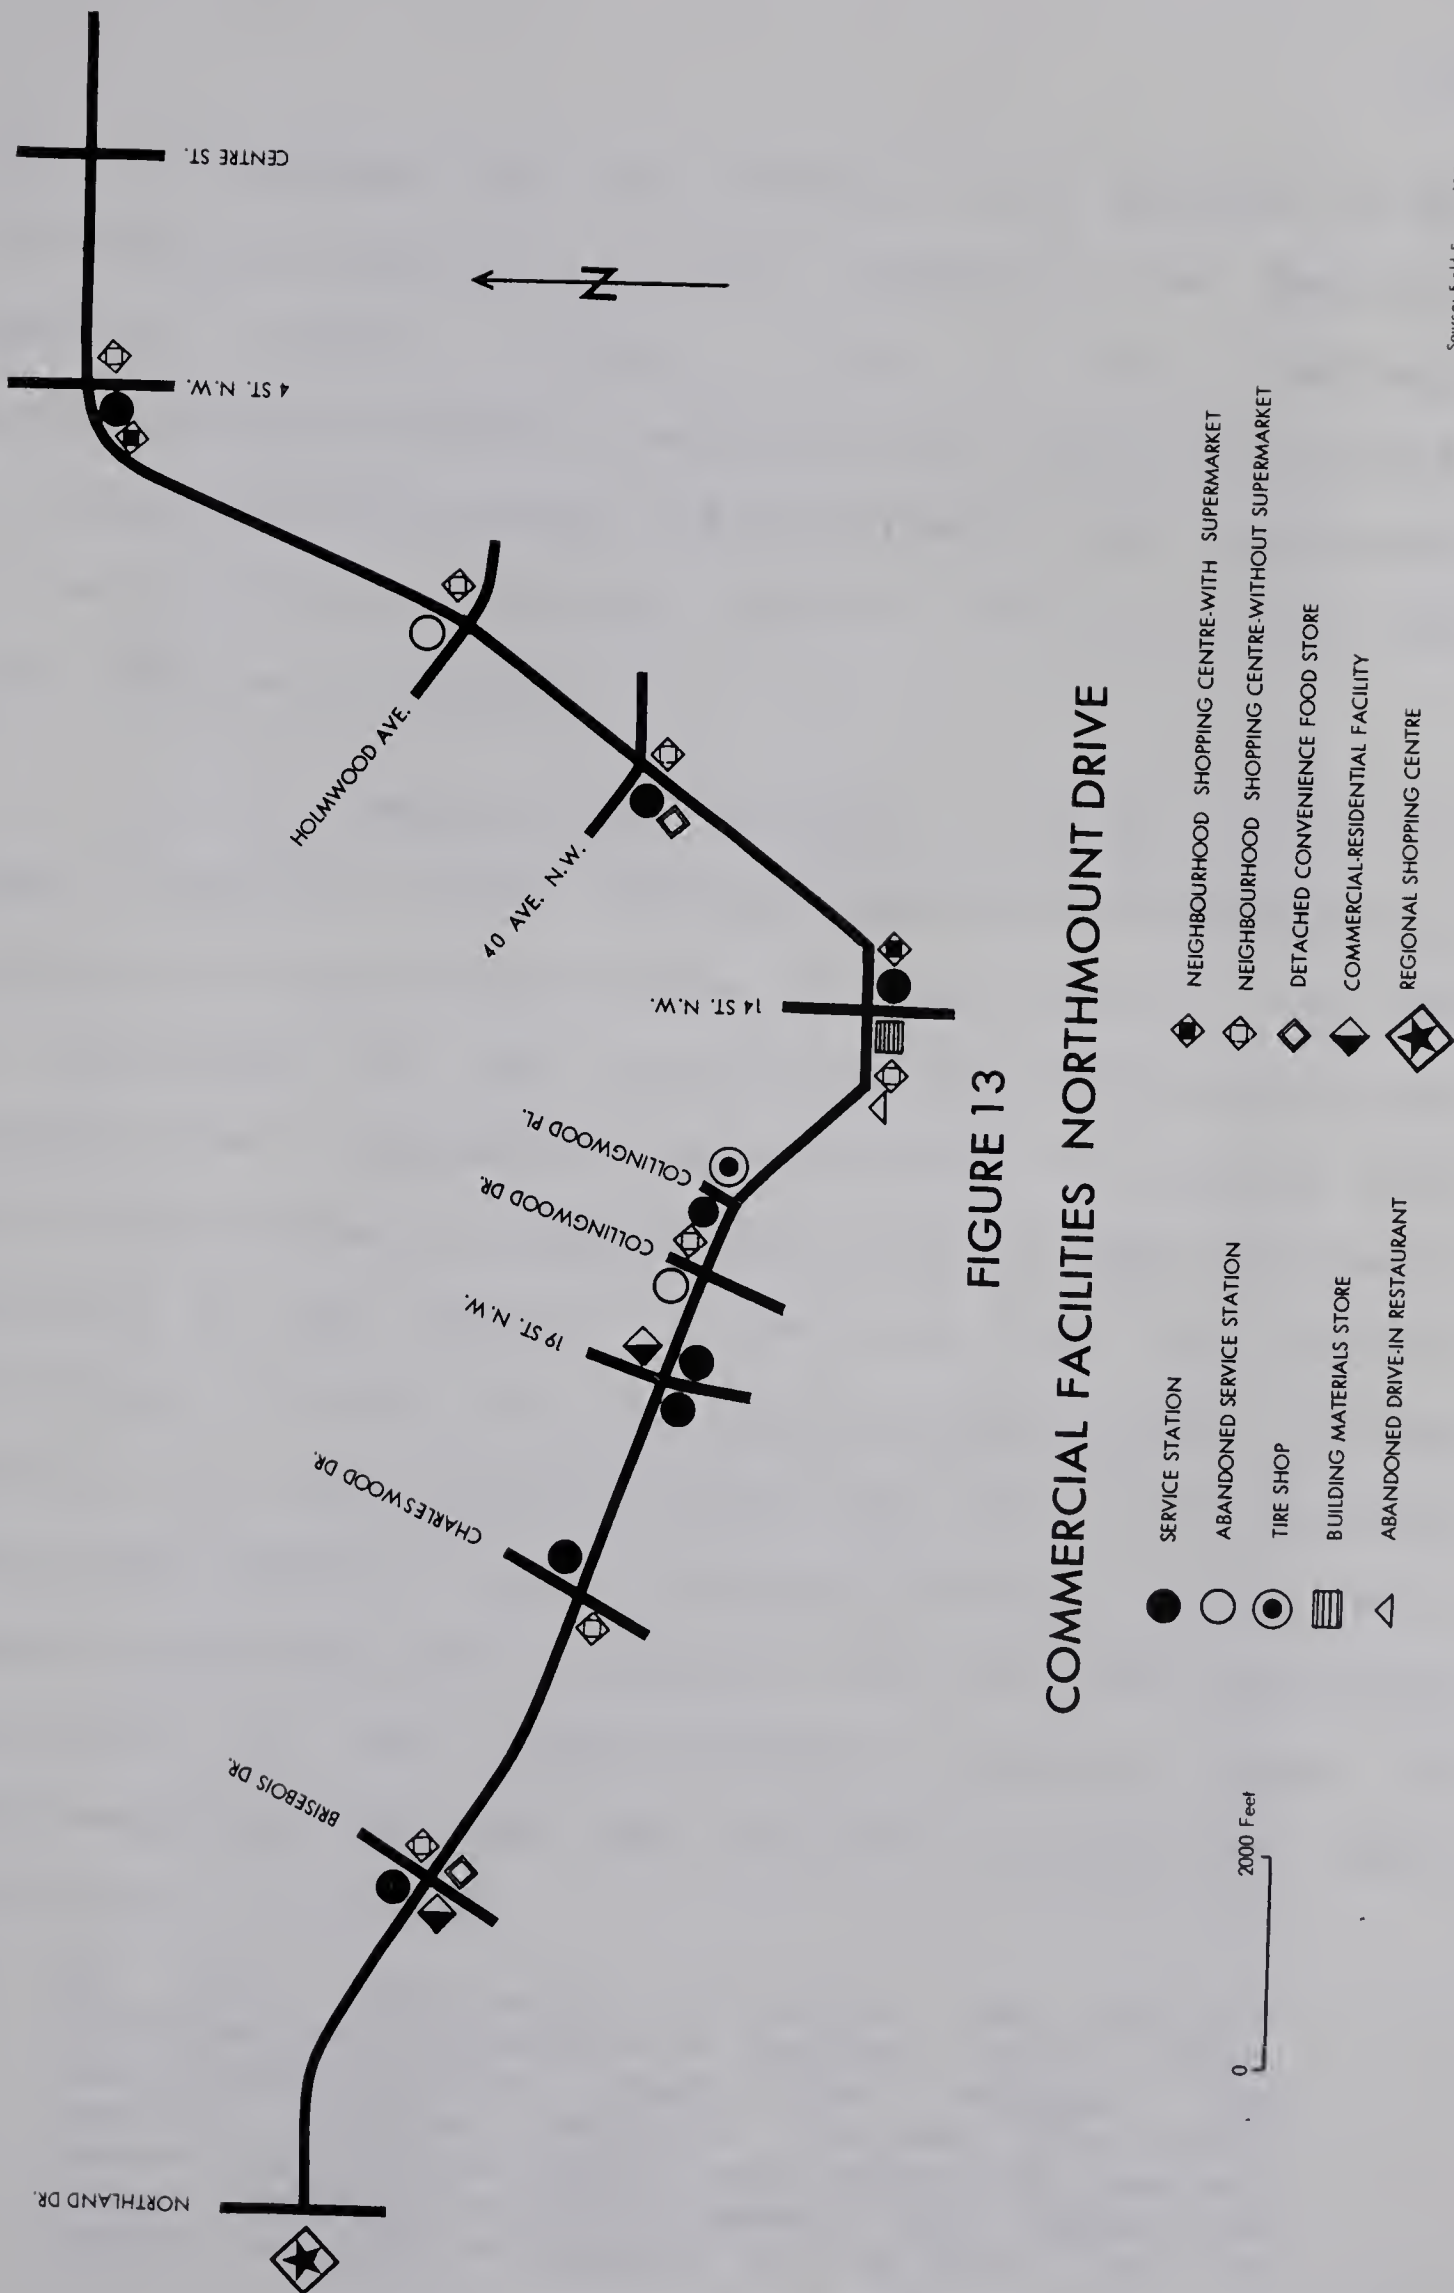 NORTHLAND DR.
BRISEBOIS DR.
CHARLESWOOD DR.
19 ST. N.W.
COLLINGWOOD DR.
COLLINGWOOD PL.
14 ST. N.W.
40 AVE. N.W.
HOLMWOOD AVE.
4 ST. N.W.
CENTRE ST.
N
FIGURE 13
COMMERCIAL FACILITIES NORTHMOUNT DRIVE
0 2000 Feet
SERVICE STATION
ABANDONED SERVICE STATION
TIRE SHOP
BUILDING MATERIALS STORE
ABANDONED DRIVE-IN RESTAURANT
NEIGHBOURHOOD SHOPPING CENTRE-WITH SUPERMARKET
NEIGHBOURHOOD SHOPPING CENTRE-WITHOUT SUPERMARKET
DETACHED CONVENIENCE FOOD STORE
COMMERCIAL-RESIDENTIAL FACILITY
REGIONAL SHOPPING CENTRE